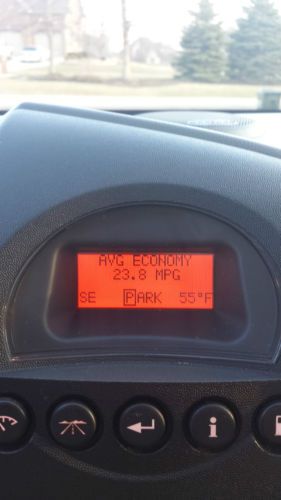 AVG ECONOMY
23.8 MPG
SE PARK 55°F
i